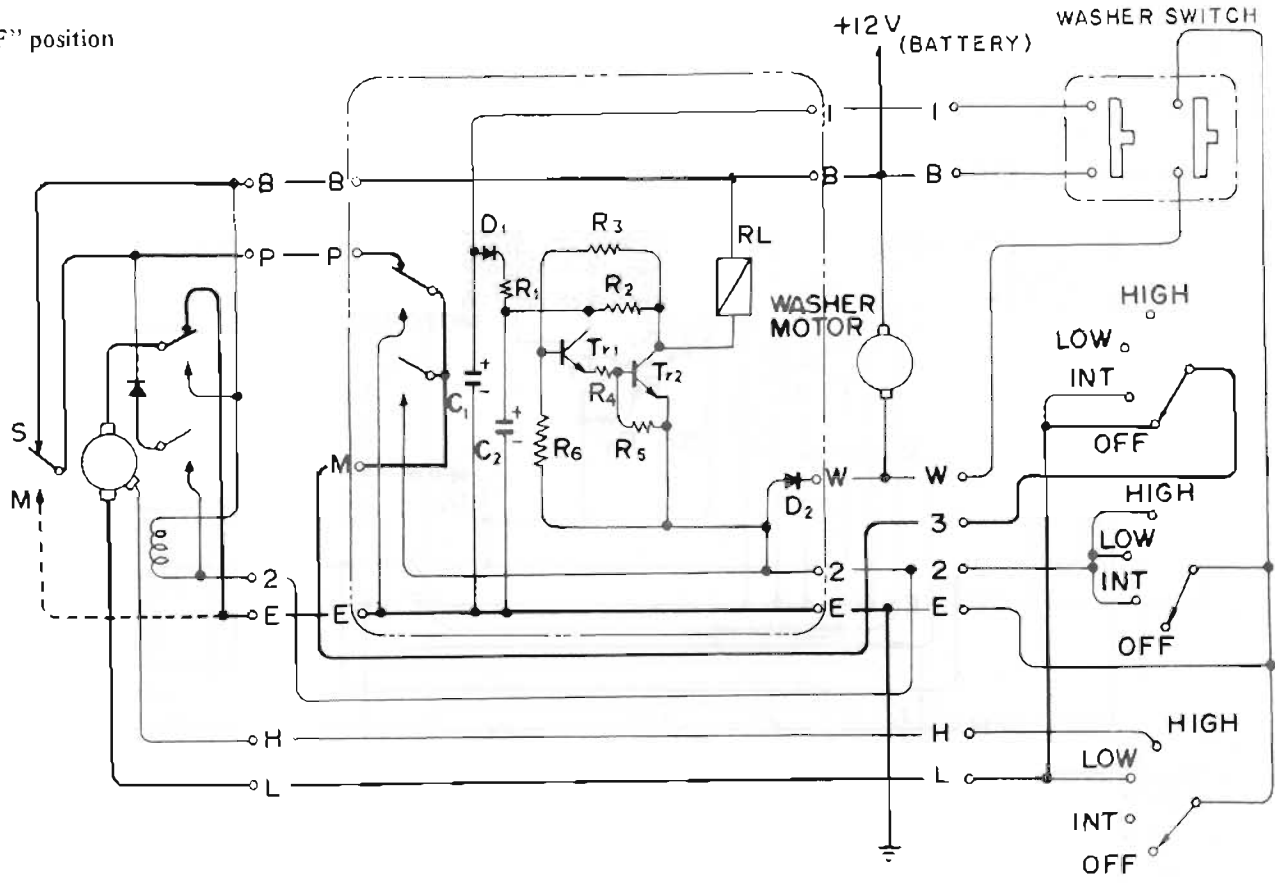 F" position
+12V
(BATTERY)
WASHER SWITCH
I I
B B B B
P P
D1 R3 RL
R1 R2
WASHER
MOTOR
HIGH
LOW
INT
OFF
Tr1 Tr2
R4
C1 + -
C2 + -
R6 R5
S
M
M
D2 W W
3
2 2 2
E E E E
HIGH
LOW
INT
OFF
H H
L L
HIGH
LOW
INT
OFF